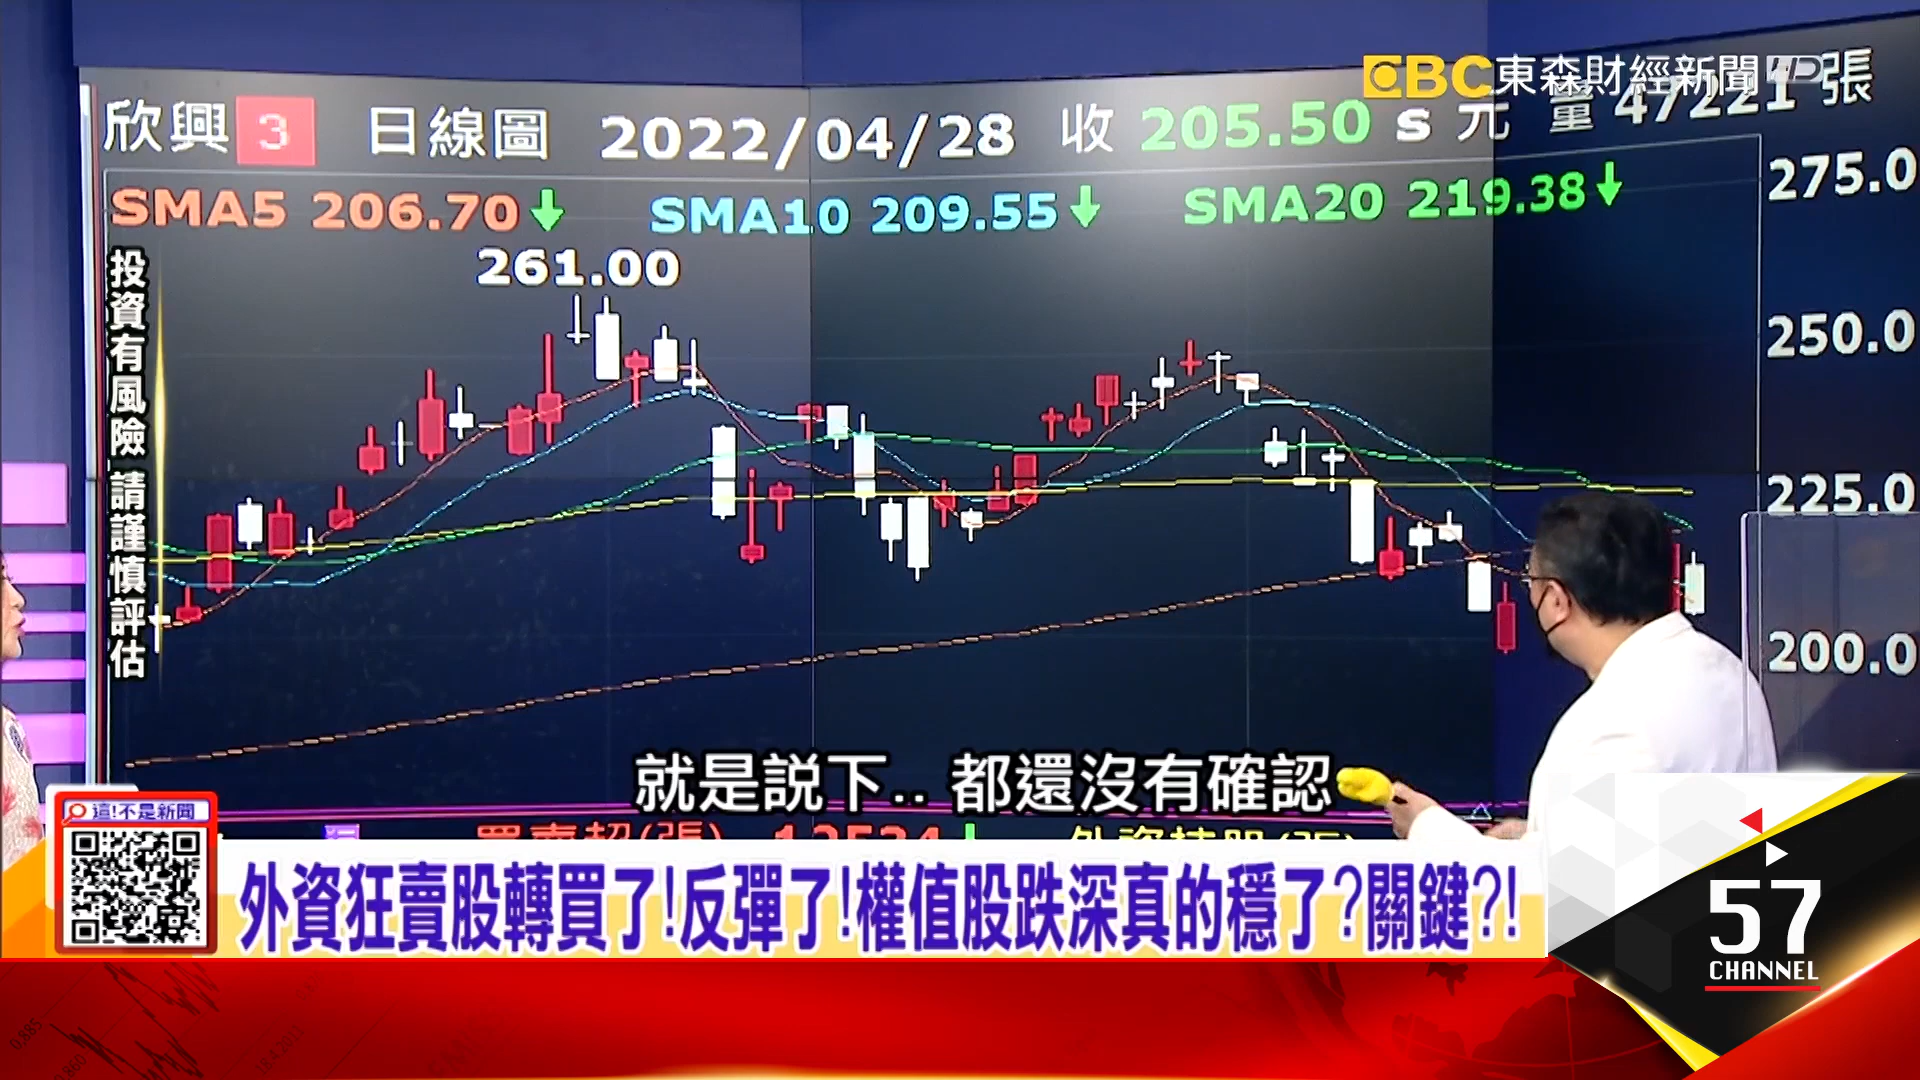 EBC東森財經新聞HD
欣興 3 日線圖 2022/04/28 收 205.50 s 元 量 47221 張
SMA5 206.70↓ SMA10 209.55↓ SMA20 219.38↓
275.0
261.00
250.0
225.0
200.0
投資有風險 請謹慎評估
就是説下.. 都還沒有確認
這!不是新聞
外資狂賣股轉買了!反彈了!權值股跌深真的穩了?關鍵?!
57
CHANNEL